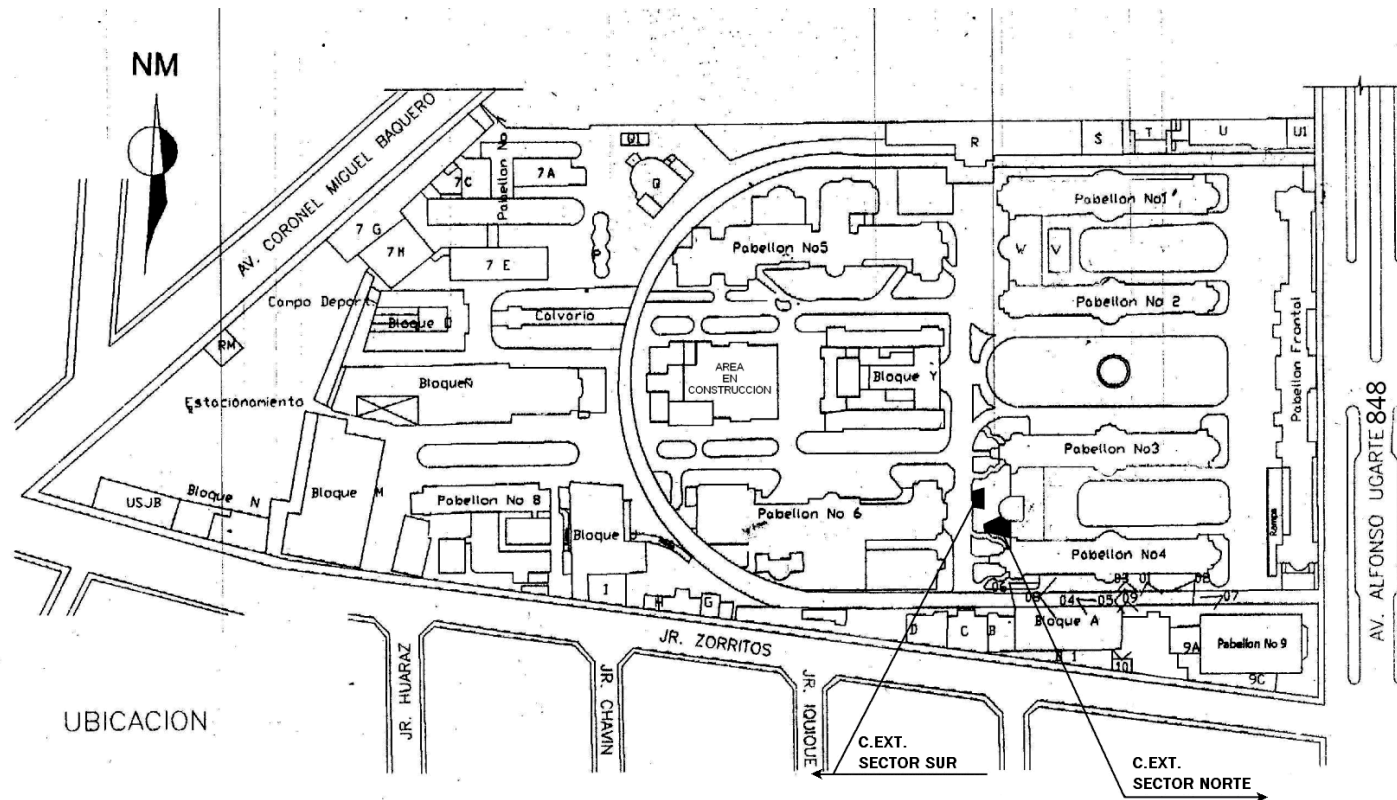 NM
AV. CORONEL MIGUEL BAQUERO
Pabellon No
7C
7A
7 G
7 H
7 E
Q1
Q
P
R
S
T
U
U1
Pabellon No1
Pabellon No5
W
V
Pabellon No 2
Pabellon Frontal
Campo Deport.
Bloque O
Calvario
RM
AREA
EN
CONSTRUCCION
Bloque Y
Bloque Ñ
Estacionamiento
AV. ALFONSO UGARTE 848
Pabellon No3
USJB
Bloque N
Bloque M
Pabellon No 8
Bloque
Pabellon No 6
Rampa
Pabellon No4
I
H
G
06
04
05
09
01
08
07
D
C
B
Bloque A
10
9A
Pabellon No 9
9C
JR. ZORRITOS
JR. HUARAZ
JR. CHAVIN
JR. IQUIQUE
UBICACION
C.EXT.
SECTOR SUR
C.EXT.
SECTOR NORTE